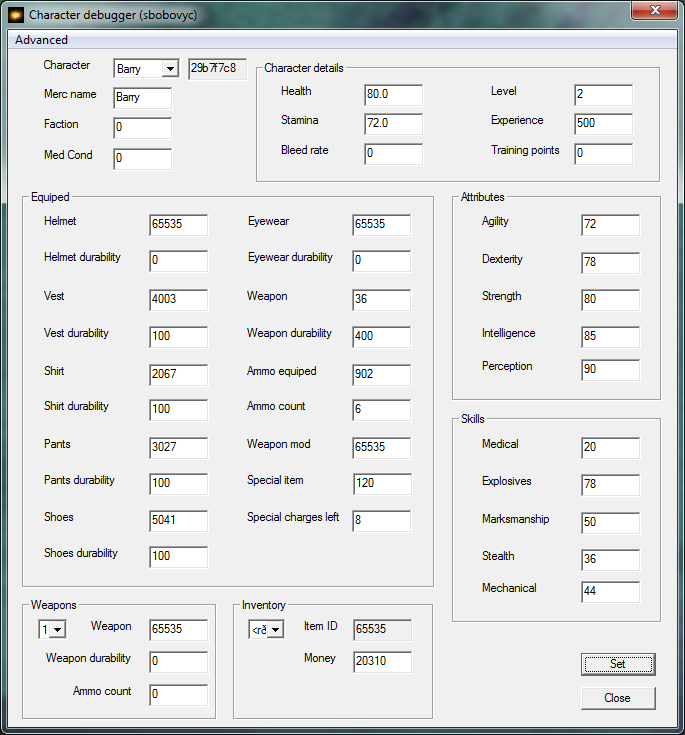 Character debugger (sbobovyc)
Advanced
Character Barry 29b7f7c8
Merc name Barry
Faction 0
Med Cond 0
Character details
Health 80.0 Level 2
Stamina 72.0 Experience 500
Bleed rate 0 Training points 0
Equiped
Helmet 65535 Eyewear 65535
Helmet durability 0 Eyewear durability 0
Vest 4003 Weapon 36
Vest durability 100 Weapon durability 400
Shirt 2067 Ammo equiped 902
Shirt durability 100 Ammo count 6
Pants 3027 Weapon mod 65535
Pants durability 100 Special item 120
Shoes 5041 Special charges left 8
Shoes durability 100
Attributes
Agility 72
Dexterity 78
Strength 80
Intelligence 85
Perception 90
Skills
Medical 20
Explosives 78
Marksmanship 50
Stealth 36
Mechanical 44
Weapons
1 Weapon 65535
Weapon durability 0
Ammo count 0
Inventory
Item ID 65535
Money 20310
Set
Close